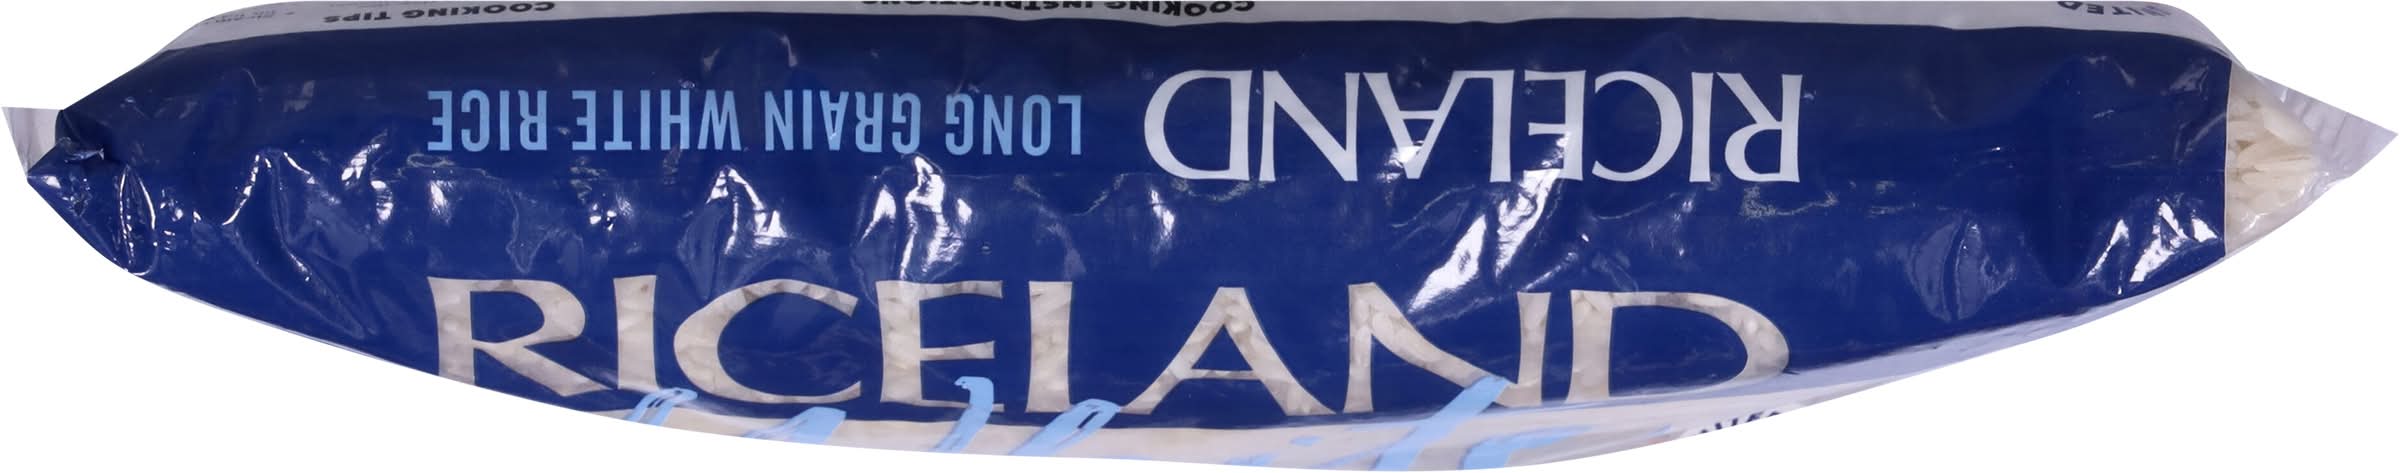 COOKING TIPS
COOKING INSTRUCTIONS
RICELAND LONG GRAIN WHITE RICE
RICELAND